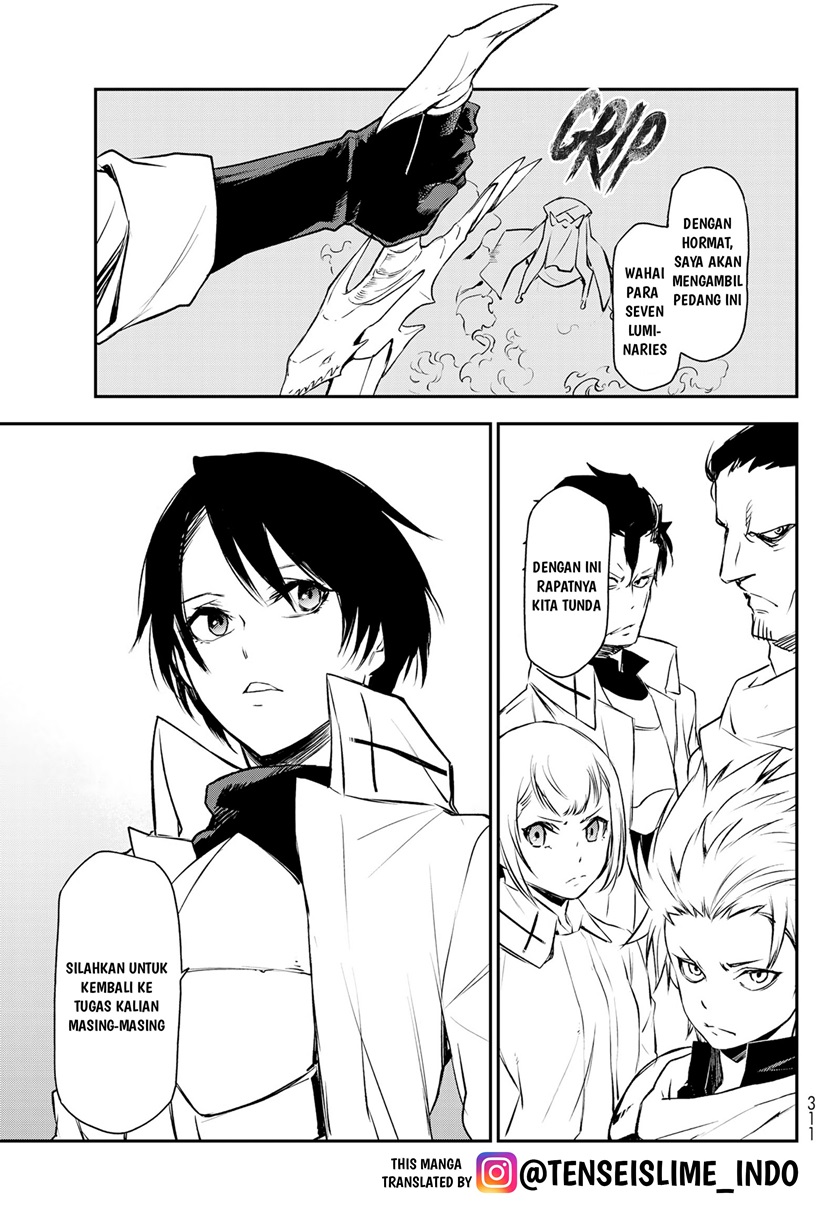 GRIP
DENGAN
HORMAT,
SAYA AKAN
MENGAMBIL
PEDANG INI
WAHAI
PARA
SEVEN
LUMI-
NARIES
DENGAN INI
RAPATNYA
KITA TUNDA
SILAHKAN UNTUK
KEMBALI KE
TUGAS KALIAN
MASING-MASING
311
THIS MANGA
TRANSLATED BY
@TENSEISLIME_INDO